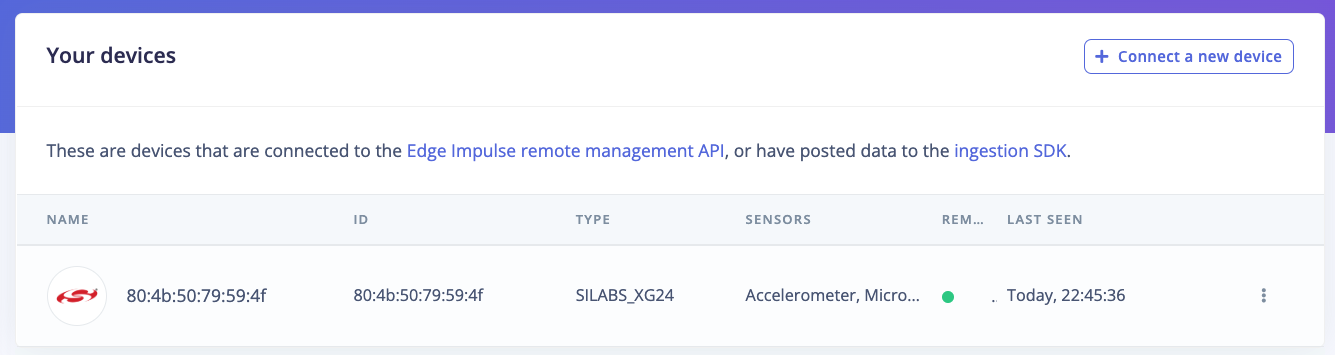 Your devices
+ Connect a new device
These are devices that are connected to the Edge Impulse remote management API, or have posted data to the ingestion SDK.
NAME ID TYPE SENSORS REM... LAST SEEN
80:4b:50:79:59:4f 80:4b:50:79:59:4f SILABS_XG24 Accelerometer, Micro... .. Today, 22:45:36